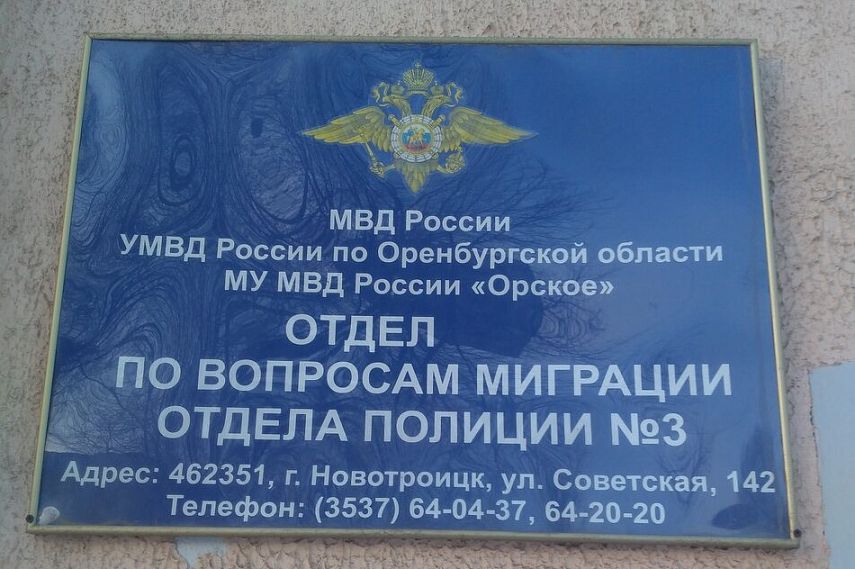 МВД России
УМВД России по Оренбургской области
МУ МВД России «Орское»
ОТДЕЛ
ПО ВОПРОСАМ МИГРАЦИИ
ОТДЕЛА ПОЛИЦИИ №3
Адрес: 462351, г. Новотроицк, ул. Советская, 142
Телефон: (3537) 64-04-37, 64-20-20